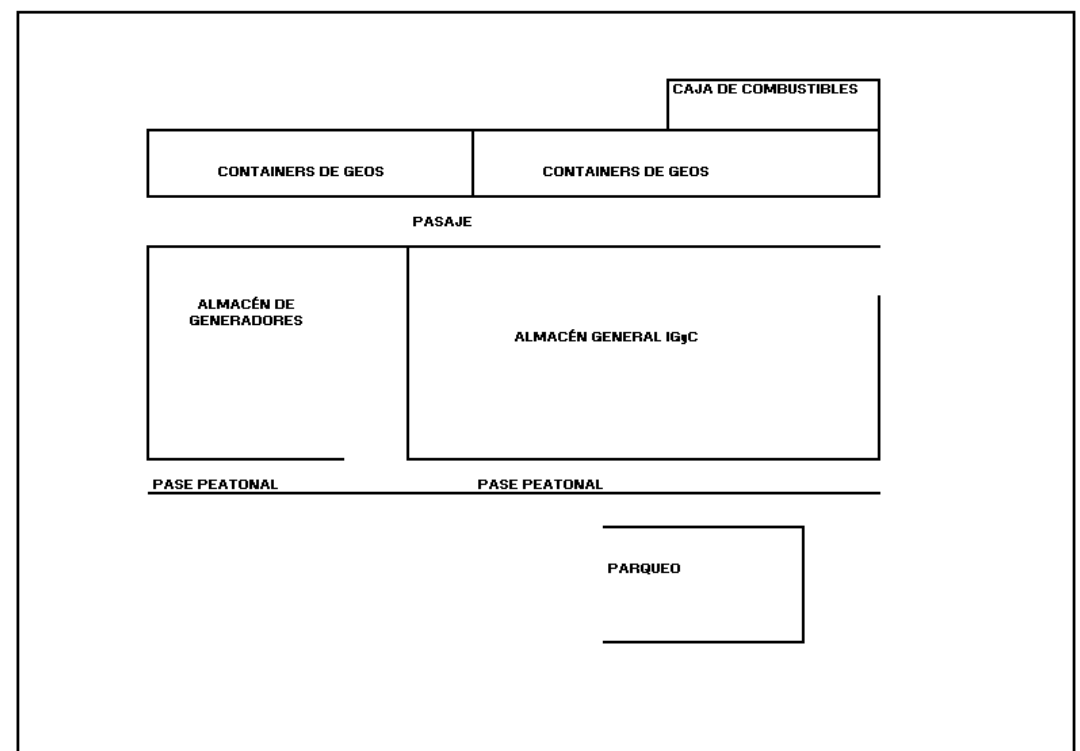 CAJA DE COMBUSTIBLES
CONTAINERS DE GEOS
CONTAINERS DE GEOS
PASAJE
ALMACÉN DE
GENERADORES
ALMACÉN GENERAL IGyC
PASE PEATONAL
PASE PEATONAL
PARQUEO